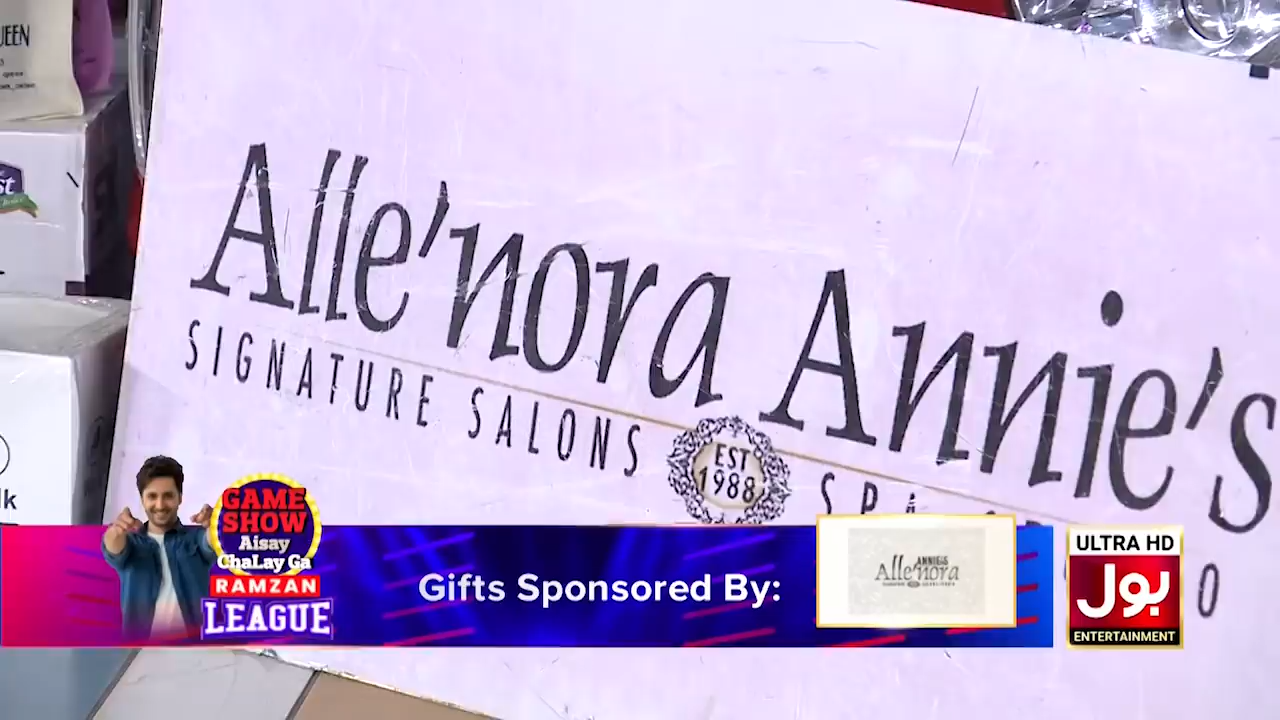 Alle'nora Annie's
SIGNATURE SALONS
EST
1988
SPA
GAME
SHOW
Aisay
ChaLay Ga
RAMZAN
LEAGUE
Gifts Sponsored By:
ANNIE'S
Alle'nora
ULTRA HD
بول
ENTERTAINMENT